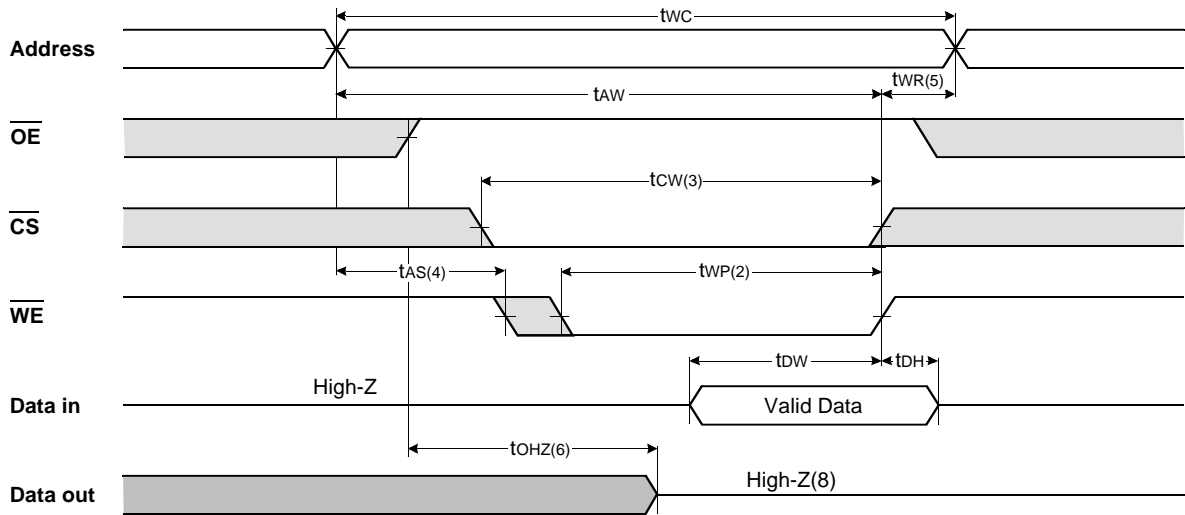 tWC
Address
tAW
tWR(5)
OE
tCW(3)
CS
tAS(4)
tWP(2)
WE
tDW
tDH
High-Z
Data in
Valid Data
tOHZ(6)
High-Z(8)
Data out